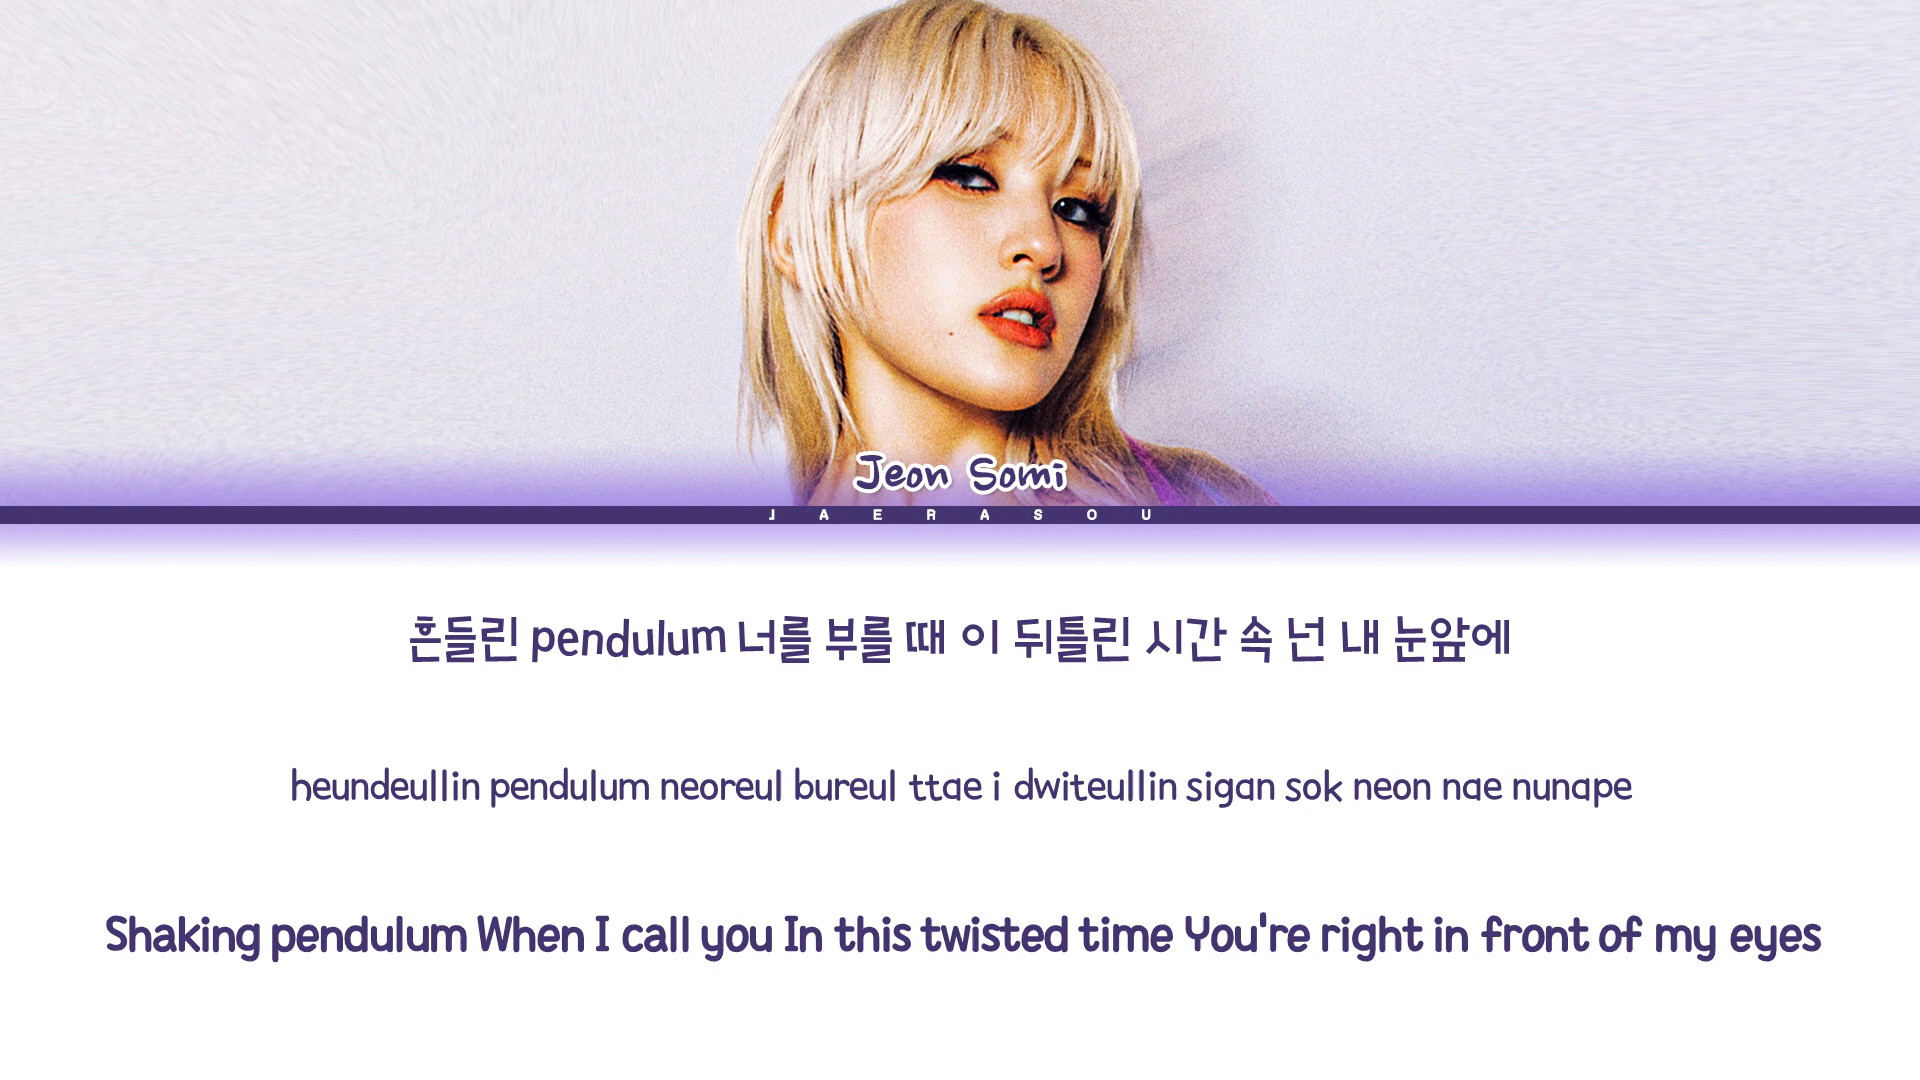 Jeon Somi
JAERASOU
흔들린 pendulum 너를 부를 때 이 뒤틀린 시간 속 넌 내 눈앞에
heundeullin pendulum neoreul bureul ttae i dwiteullin sigan sok neon nae nunape
Shaking pendulum When I call you In this twisted time You're right in front of my eyes